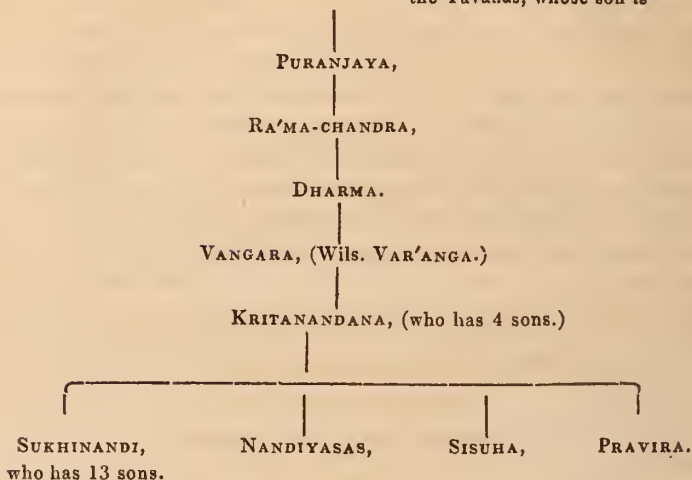 the Yavanas, whose son is
PURANJAYA,
RA'MA-CHANDRA,
DHARMA.
VANGARA, (Wils. VAR'ANGA.)
KRITANANDANA, (who has 4 sons.)
SUKHINANDI, NANDIYASAS, SISUHA, PRAVIRA.
who has 13 sons.